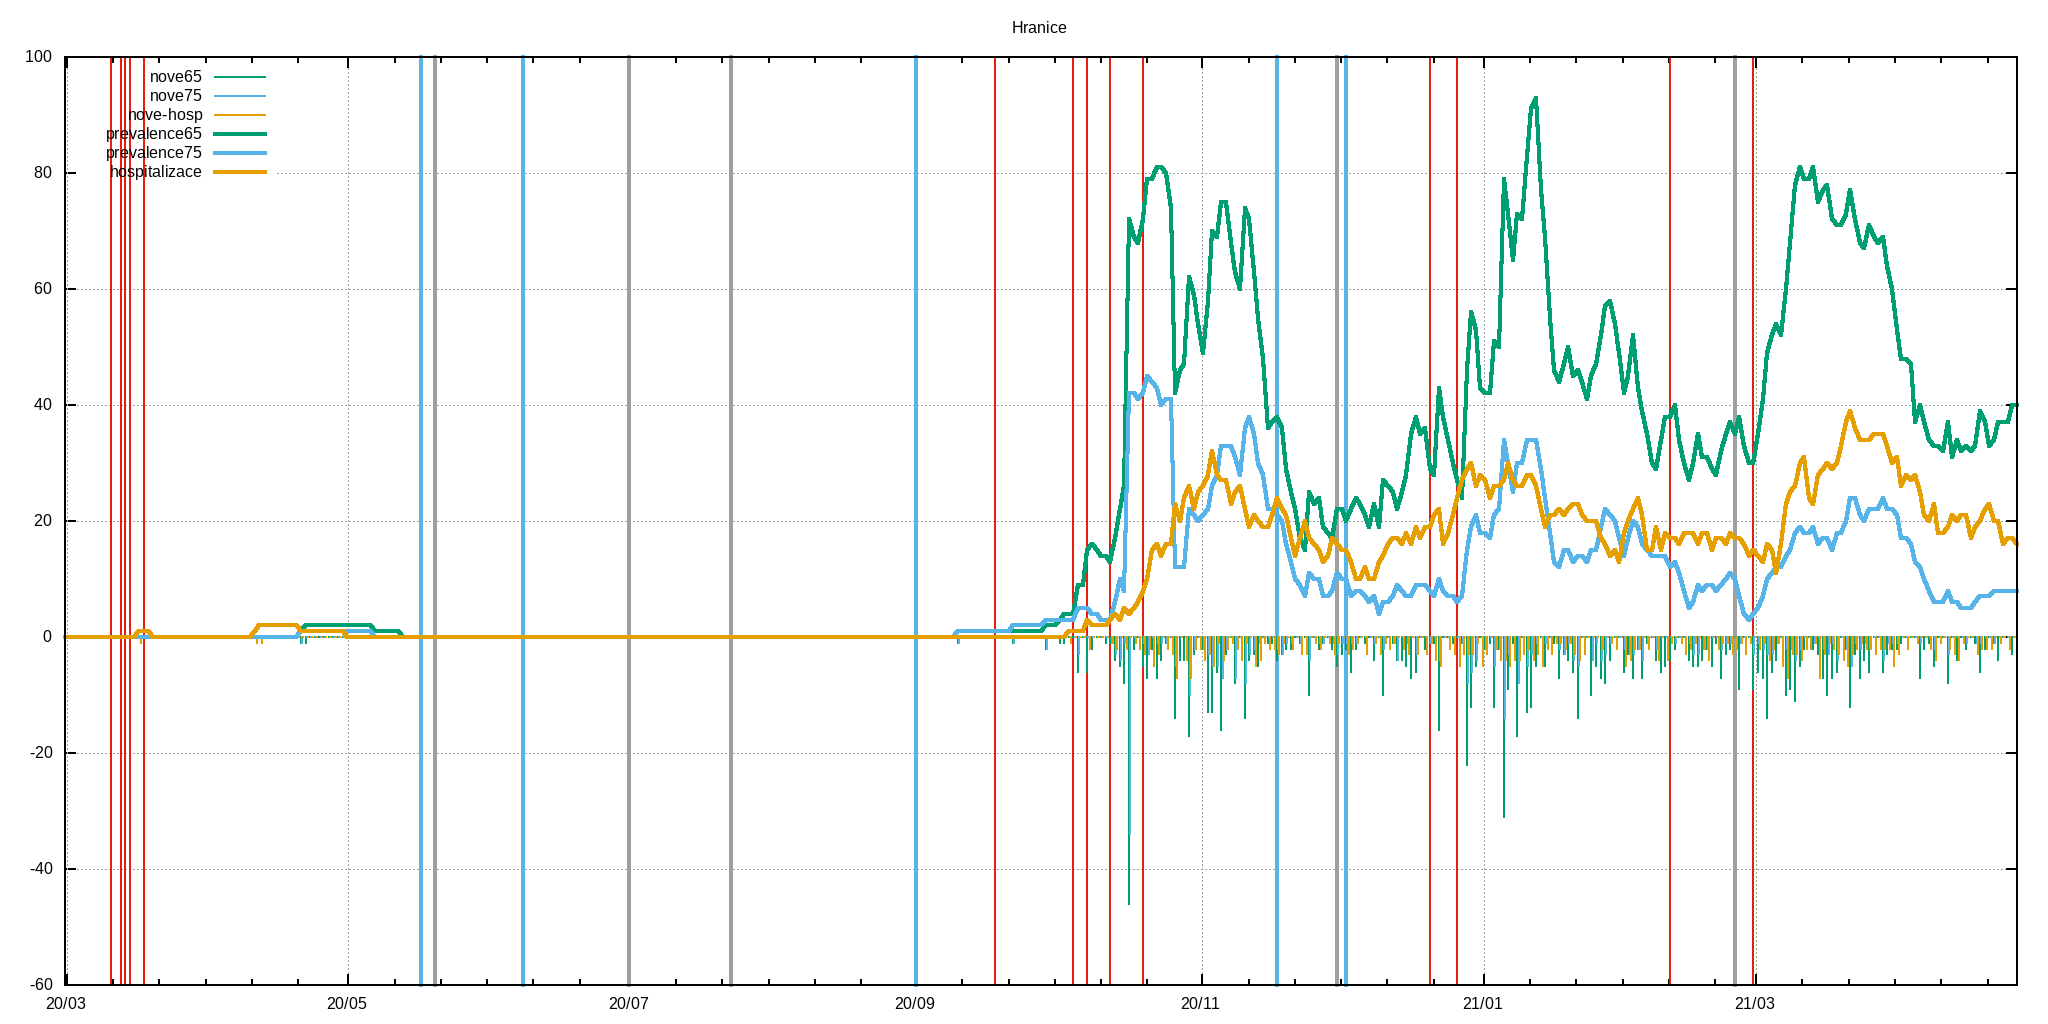 Hranice
100
80
60
40
20
0
-20
-40
-60
nove65
nove75
nove-hosp
prevalence65
prevalence75
hospitalizace
20/03 20/05 20/07 20/09 20/11 21/01 21/03